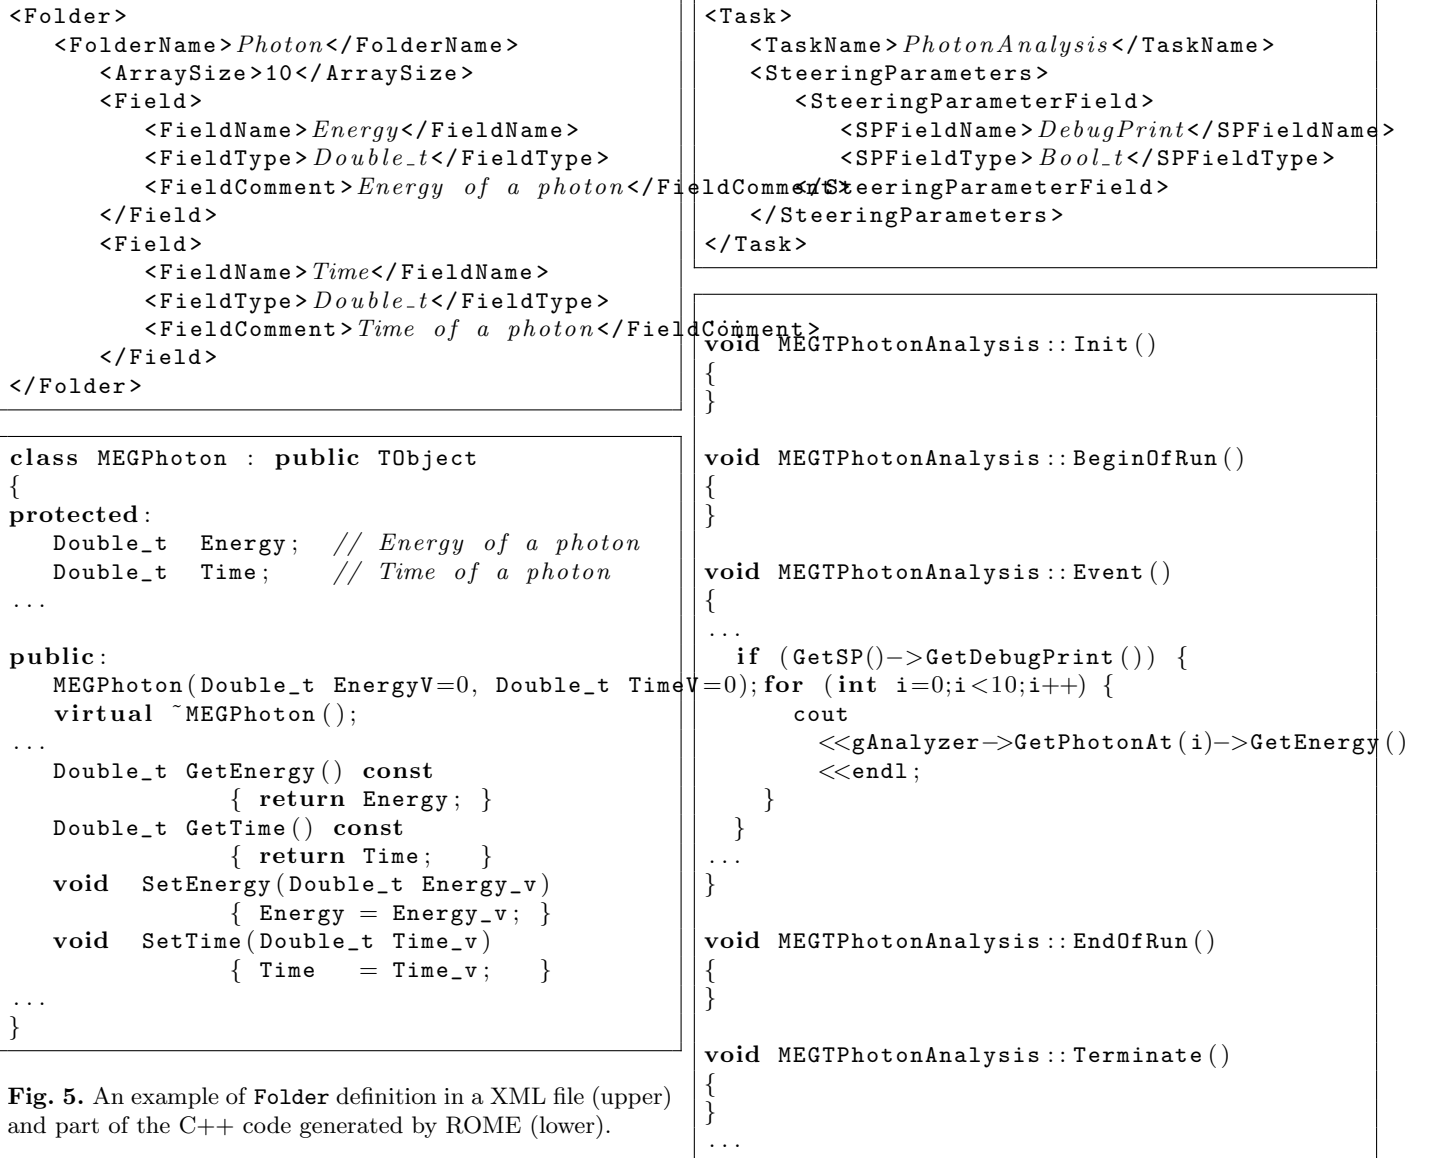 <Folder>
<FolderName>Photon</FolderName>
<ArraySize>10</ArraySize>
<Field>
<FieldName>Energy</FieldName>
<FieldType>Double_t</FieldType>
<FieldComment>Energy of a photon</FieldComment>
</Field>
<Field>
<FieldName>Time</FieldName>
<FieldType>Double_t</FieldType>
<FieldComment>Time of a photon</FieldComment>
</Field>
</Folder>
class MEGPhoton : public TObject
{
protected:
Double_t Energy; // Energy of a photon
Double_t Time; // Time of a photon
...
public:
MEGPhoton(Double_t EnergyV=0, Double_t TimeV=0);
virtual ~MEGPhoton();
...
Double_t GetEnergy() const
{ return Energy; }
Double_t GetTime() const
{ return Time; }
void SetEnergy(Double_t Energy_v)
{ Energy = Energy_v; }
void SetTime(Double_t Time_v)
{ Time = Time_v; }
...
}
Fig. 5. An example of Folder definition in a XML file (upper)
and part of the C++ code generated by ROME (lower).
<Task>
<TaskName>PhotonAnalysis</TaskName>
<SteeringParameters>
<SteeringParameterField>
<SPFieldName>DebugPrint</SPFieldName>
<SPFieldType>Bool_t</SPFieldType>
</SteeringParameterField>
</SteeringParameters>
</Task>
...
void MEGTPhotonAnalysis::Init()
{
}
void MEGTPhotonAnalysis::BeginOfRun()
{
}
void MEGTPhotonAnalysis::Event()
{
...
if (GetSP()->GetDebugPrint()) {
for (int i=0;i<10;i++) {
cout
<<gAnalyzer->GetPhotonAt(i)->GetEnergy()
<<endl;
}
}
...
}
void MEGTPhotonAnalysis::EndOfRun()
{
}
void MEGTPhotonAnalysis::Terminate()
{
}
...